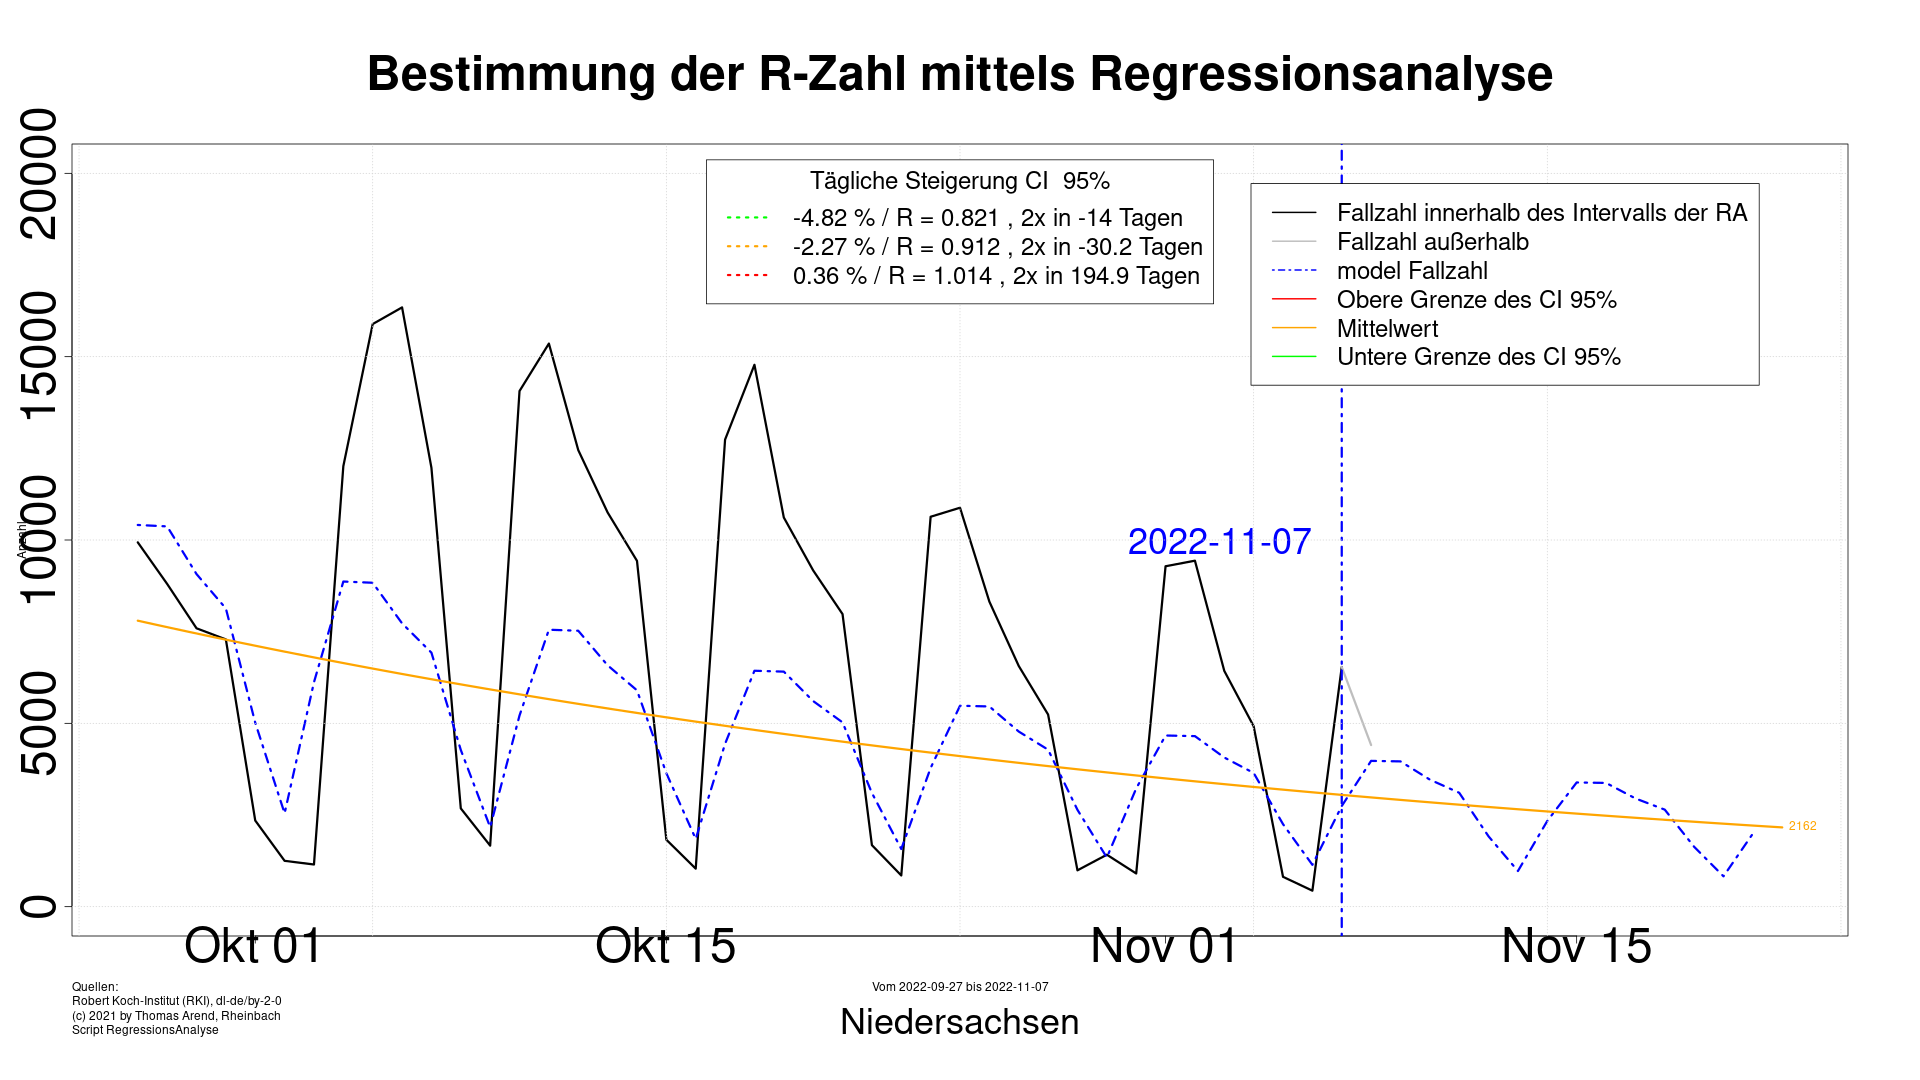 Bestimmung der R-Zahl mittels Regressionsanalyse
Tägliche Steigerung CI  95%
-4.82 % / R = 0.821 , 2x in -14 Tagen
-2.27 % / R = 0.912 , 2x in -30.2 Tagen
0.36 % / R = 1.014 , 2x in 194.9 Tagen
Fallzahl innerhalb des Intervalls der RA
Fallzahl außerhalb
model Fallzahl
Obere Grenze des CI 95%
Mittelwert
Untere Grenze des CI 95%
20000
15000
10000
5000
0
Anzahl
2022-11-07
2162
Okt 01
Okt 15
Nov 01
Nov 15
Quellen:
Robert Koch-Institut (RKI), dl-de/by-2-0
(c) 2021 by Thomas Arend, Rheinbach
Script RegressionsAnalyse
Vom 2022-09-27 bis 2022-11-07
Niedersachsen